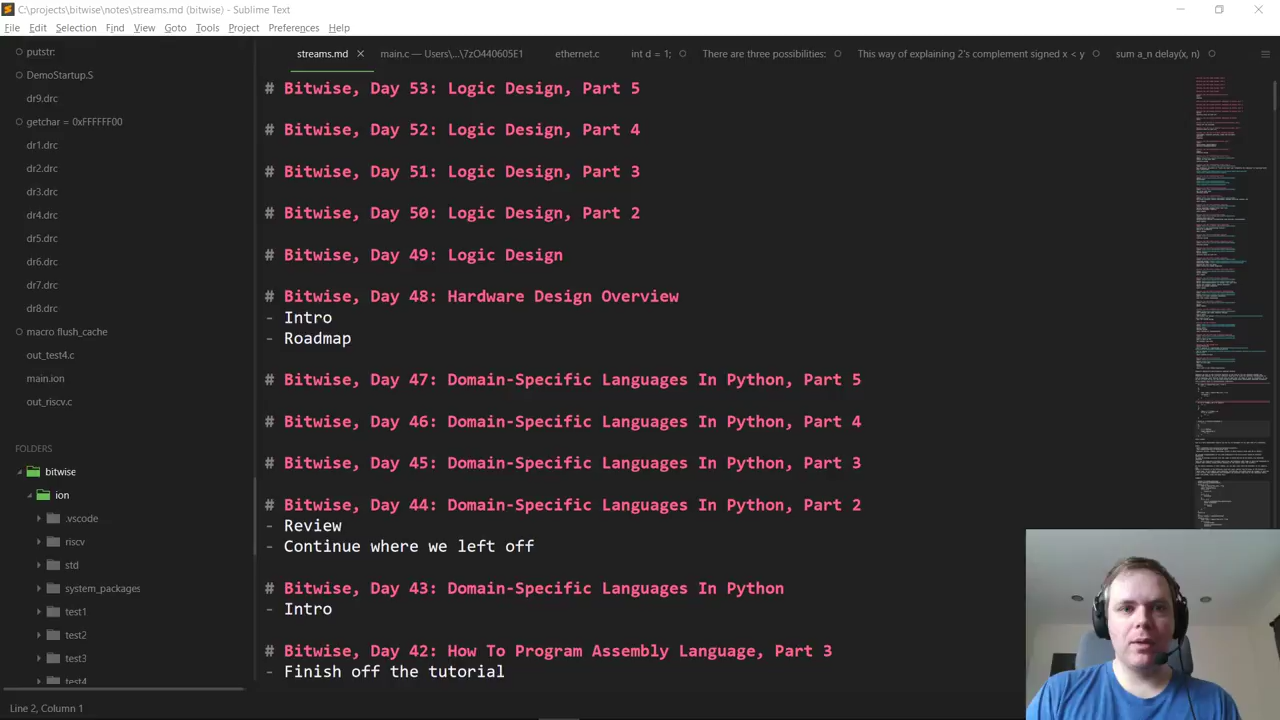 C:\projects\bitwise\notes\streams.md (bitwise) - Sublime Text
File Edit Selection Find View Goto Tools Project Preferences Help
streams.md main.c — Users\...\7zO440605E1 ethernet.c int d = 1; There are three possibilities: This way of explaining 2's complement signed x < y sum a_n delay(x, n)
putstr:
DemoStartup.S
dr9.drc
getchar = 0xFFFFFF00
dr1.drc
dr2.drc
dr3.drc
dr4.drc
dr5.drc
dr6.drc
dr7.drc
dr8.drc
macro flush_cache
out_test4.c
main.ion
out_riscv.c
FOLDERS
bitwise
ion
.vscode
riscv
std
system_packages
test1
test2
test3
test4
# Bitwise, Day 53: Logic Design, Part 5
# Bitwise, Day 52: Logic Design, Part 4
# Bitwise, Day 51: Logic Design, Part 3
# Bitwise, Day 50: Logic Design, Part 2
# Bitwise, Day 49: Logic Design
# Bitwise, Day 48: Hardware Design Overview
- Intro
- Roadmap
# Bitwise, Day 47: Domain-Specific Languages In Python, Part 5
# Bitwise, Day 46: Domain-Specific Languages In Python, Part 4
# Bitwise, Day 45: Domain-Specific Languages In Python, Part 3
# Bitwise, Day 44: Domain-Specific Languages In Python, Part 2
- Review
- Continue where we left off
# Bitwise, Day 43: Domain-Specific Languages In Python
- Intro
# Bitwise, Day 42: How To Program Assembly Language, Part 3
- Finish off the tutorial
Line 2, Column 1